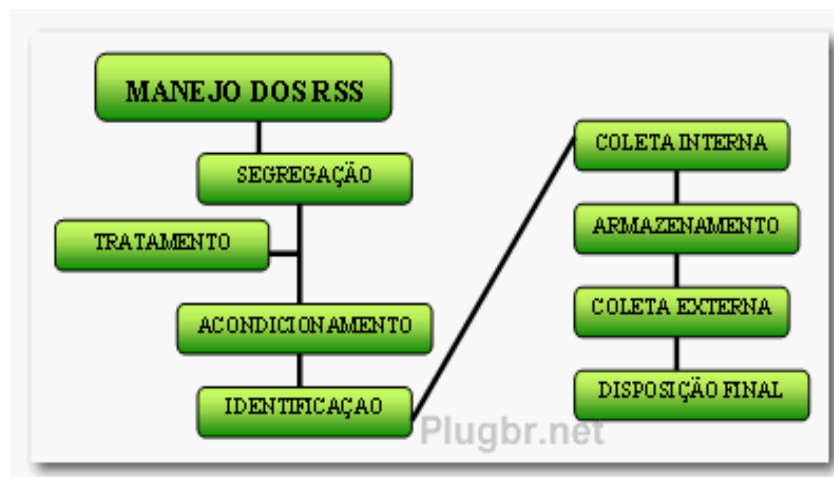 MANEJO DOS RSS
SEGREGAÇÃO
TRATAMENTO
ACONDICIONAMENTO
IDENTIFICAÇAO
COLETA INTERNA
ARMAZENAMENTO
COLETA EXTERNA
DISPOSIÇÃO FINAL
Plugbr.net